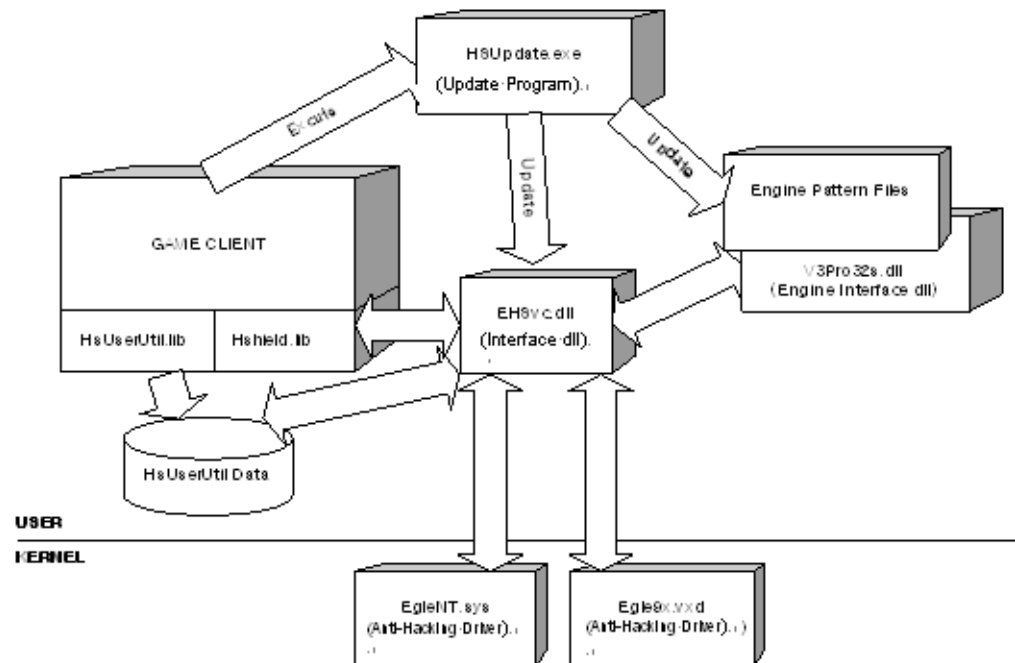 HSUpdate.exe
(Update Program).
Excute
Update
Update
Engine Pattern Files
V3Pro32s.dll
(Engine Interface dll)
GAME CLIENT
HsUserUtil.lib
Hshield.lib
EHSvc.dll
(Interface dll).
HsUserUtil Data
USER
KERNEL
EgleNT.sys
(Anti-Hacking Driver).
Egle9x.vxd
(Anti-Hacking Driver). )